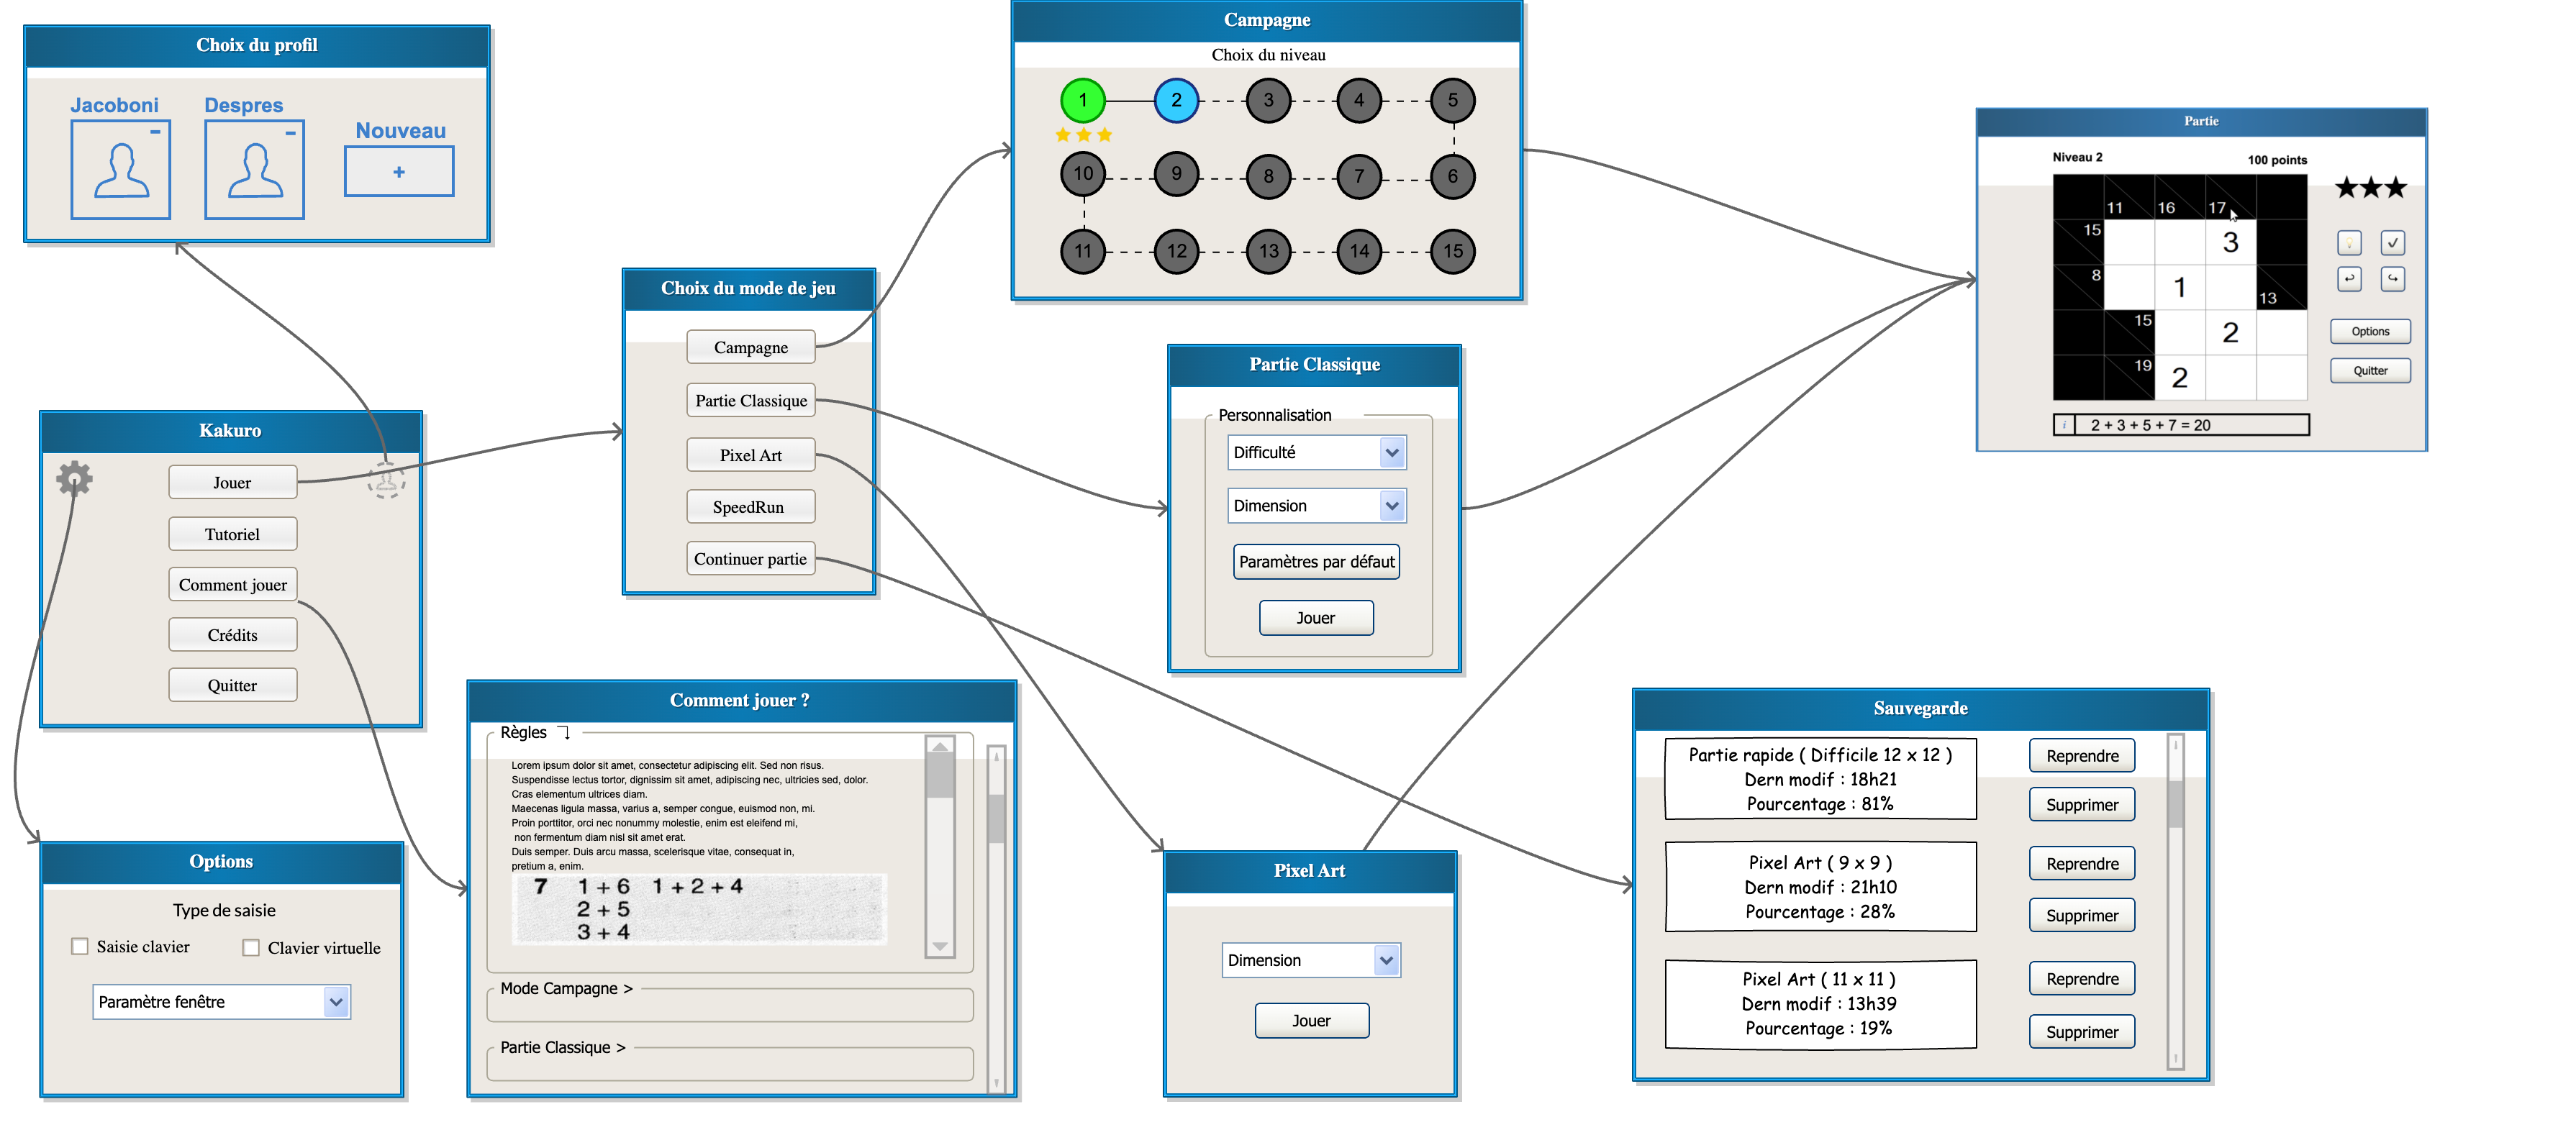 Choix du profil
Jacoboni
Despres
Nouveau
+
Kakuro
Jouer
Tutoriel
Comment jouer
Crédits
Quitter
Options
Type de saisie
Saisie clavier
Clavier virtuelle
Paramètre fenêtre
Choix du mode de jeu
Campagne
Partie Classique
Pixel Art
SpeedRun
Continuer partie
Comment jouer ?
Règles
Lorem ipsum dolor sit amet, consectetur adipiscing elit. Sed non risus.
Suspendisse lectus tortor, dignissim sit amet, adipiscing nec, ultricies sed, dolor.
Cras elementum ultrices diam.
Maecenas ligula massa, varius a, semper congue, euismod non, mi.
Proin porttitor, orci nec nonummy molestie, enim est eleifend mi,
non fermentum diam nisl sit amet erat.
Duis semper. Duis arcu massa, scelerisque vitae, consequat in,
pretium a, enim.
7 1 + 6 1 + 2 + 4
2 + 5
3 + 4
Mode Campagne >
Partie Classique >
Campagne
Choix du niveau
1 2 3 4 5
10 9 8 7 6
11 12 13 14 15
Partie Classique
Personnalisation
Difficulté
Dimension
Paramètres par défaut
Jouer
Pixel Art
Dimension
Jouer
Partie
Niveau 2 100 points
11 16 17
15 3
8 1 13
15 2
19 2
Options
Quitter
i 2 + 3 + 5 + 7 = 20
Sauvegarde
Partie rapide ( Difficile 12 x 12 )
Dern modif : 18h21
Pourcentage : 81%
Reprendre
Supprimer
Pixel Art ( 9 x 9 )
Dern modif : 21h10
Pourcentage : 28%
Reprendre
Supprimer
Pixel Art ( 11 x 11 )
Dern modif : 13h39
Pourcentage : 19%
Reprendre
Supprimer